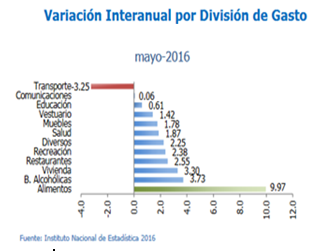 Variación Interanual por División de Gasto
mayo-2016
Transporte -3.25
Comunicaciones 0.06
Educación 0.61
Vestuario 1.42
Muebles 1.78
Salud 1.87
Diversos 2.25
Recreación 2.38
Restaurantes 2.55
Vivienda 3.30
B. Alcohólicas 3.73
Alimentos 9.97
-4.0 -2.0 0.0 2.0 4.0 6.0 8.0 10.0 12.0
Fuente: Instituto Nacional de Estadística 2016